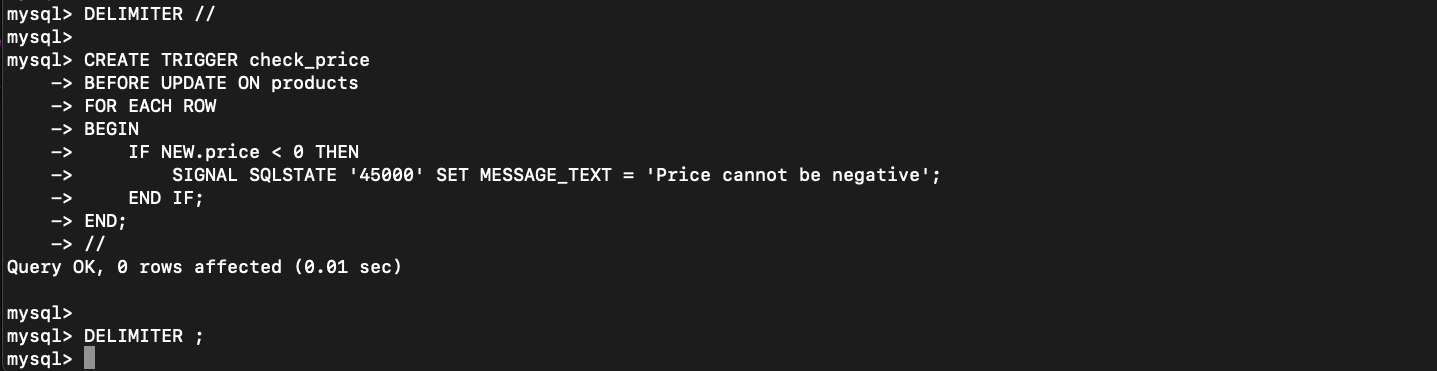 mysql> DELIMITER //
mysql>
mysql> CREATE TRIGGER check_price
    -> BEFORE UPDATE ON products
    -> FOR EACH ROW
    -> BEGIN
    ->     IF NEW.price < 0 THEN
    ->         SIGNAL SQLSTATE '45000' SET MESSAGE_TEXT = 'Price cannot be negative';
    ->     END IF;
    -> END;
    -> //
Query OK, 0 rows affected (0.01 sec)

mysql>
mysql> DELIMITER ;
mysql>